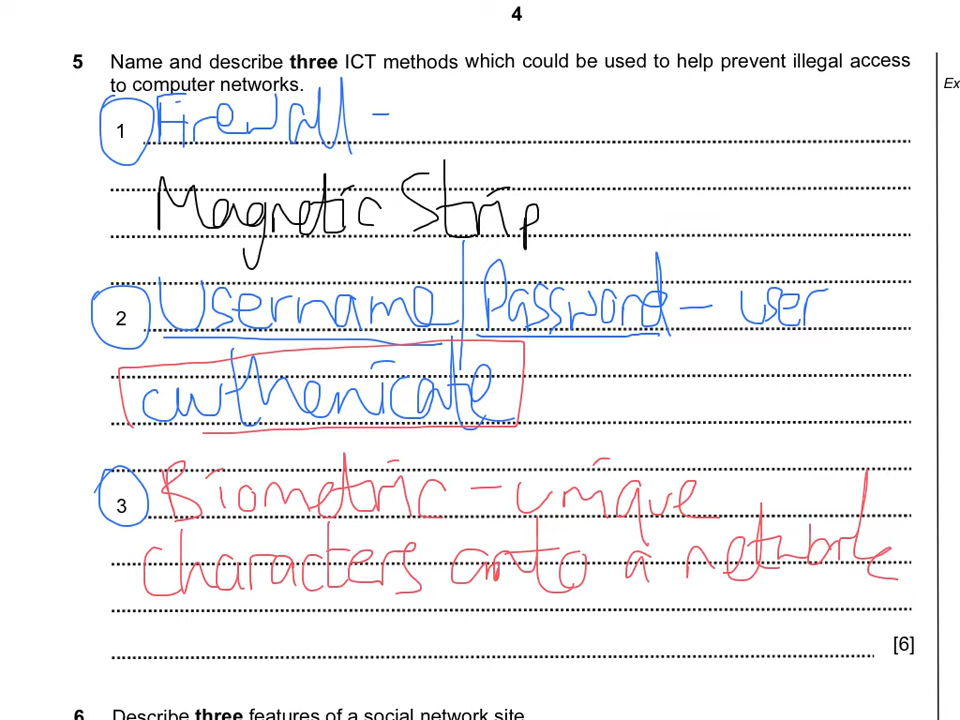 4
5 Name and describe three ICT methods which could be used to help prevent illegal access
to computer networks.
Ex
1 Firewall -
Magnetic Strip
2 Username / Password - user
authenicate
3 Biometric - unique
characters onto a network
[6]
6 Describe three features of a social network site.